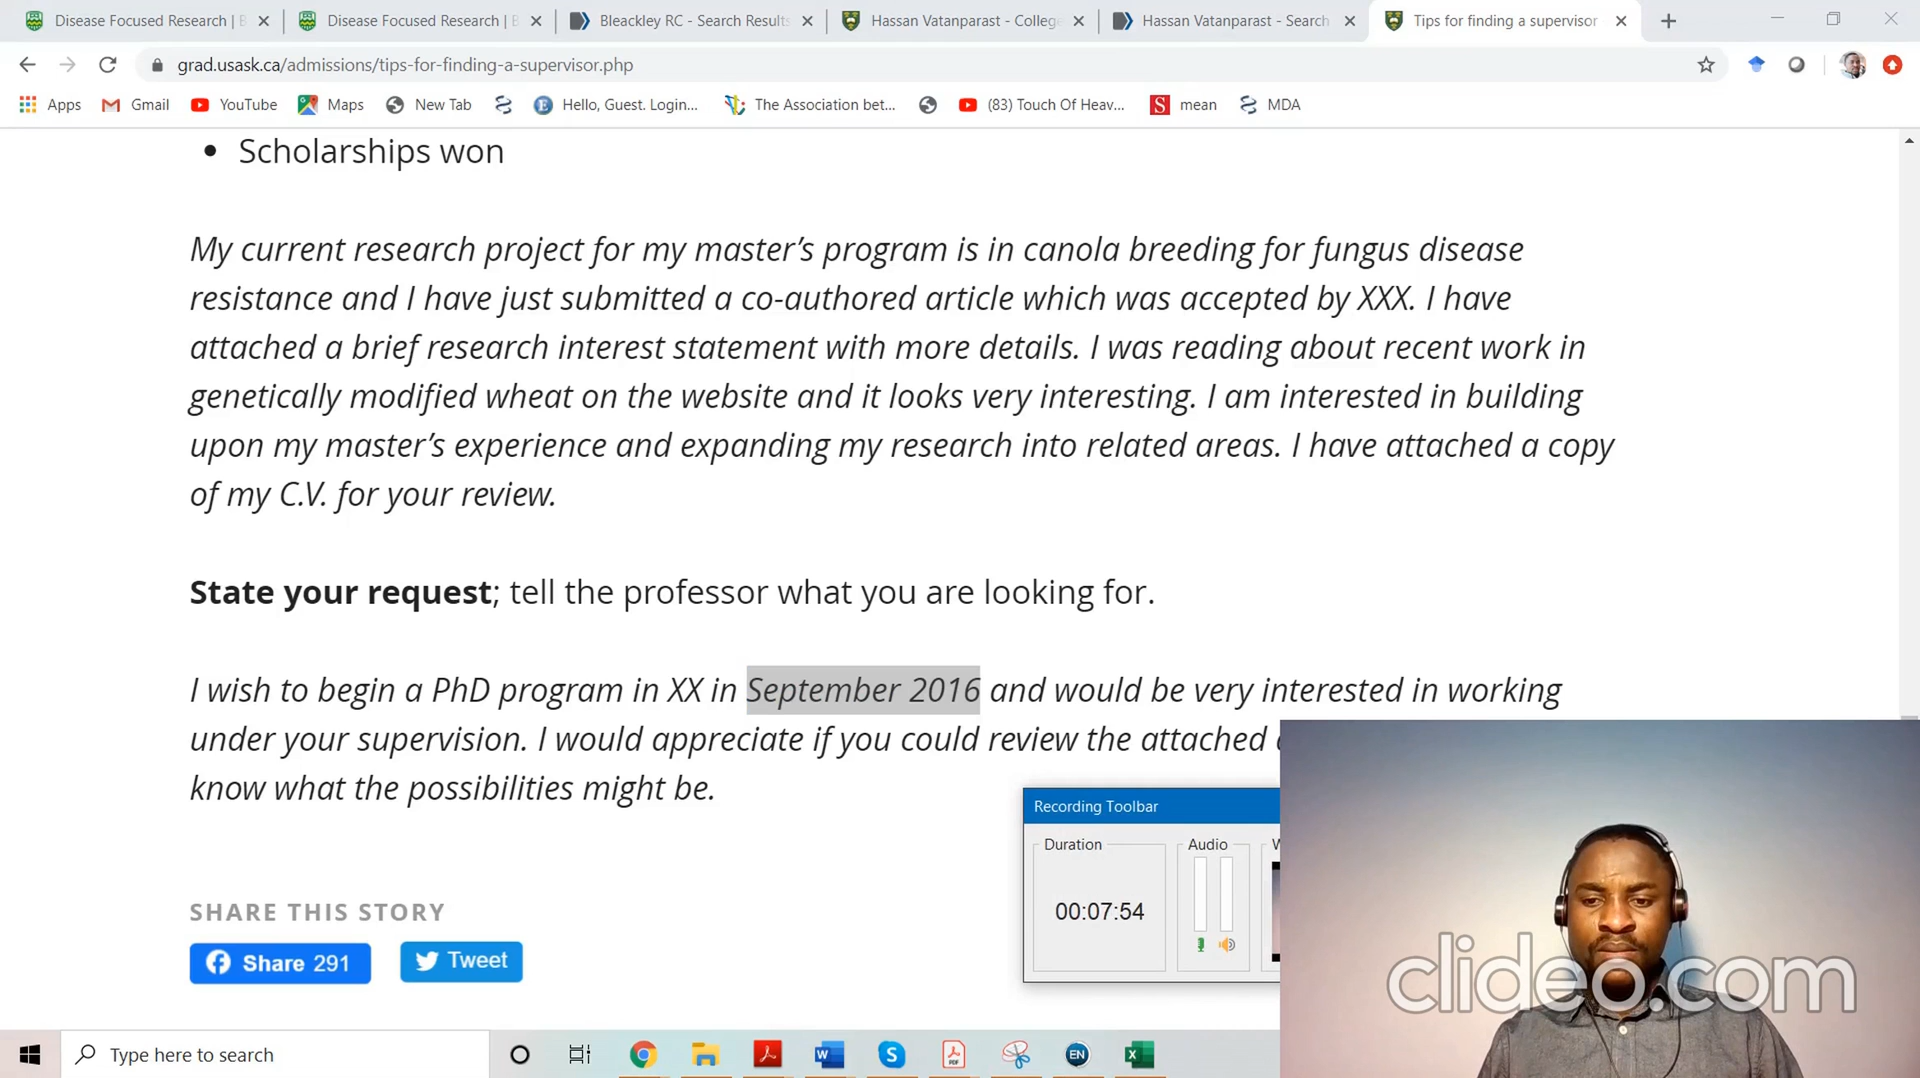 Disease Focused Research | B
Disease Focused Research | B
Bleackley RC - Search Results
Hassan Vatanparast - College
Hassan Vatanparast - Search
Tips for finding a supervisor
grad.usask.ca/admissions/tips-for-finding-a-supervisor.php
Apps
Gmail
YouTube
Maps
New Tab
Hello, Guest. Login...
The Association bet...
(83) Touch Of Heav...
S mean
MDA
• Scholarships won
My current research project for my master’s program is in canola breeding for fungus disease
resistance and I have just submitted a co-authored article which was accepted by XXX. I have
attached a brief research interest statement with more details. I was reading about recent work in
genetically modified wheat on the website and it looks very interesting. I am interested in building
upon my master’s experience and expanding my research into related areas. I have attached a copy
of my C.V. for your review.
State your request; tell the professor what you are looking for.
I wish to begin a PhD program in XX in September 2016 and would be very interested in working
under your supervision. I would appreciate if you could review the attached
know what the possibilities might be.
Recording Toolbar
Duration
Audio
00:07:54
SHARE THIS STORY
Share 291
Tweet
clideo.com
Type here to search
EN